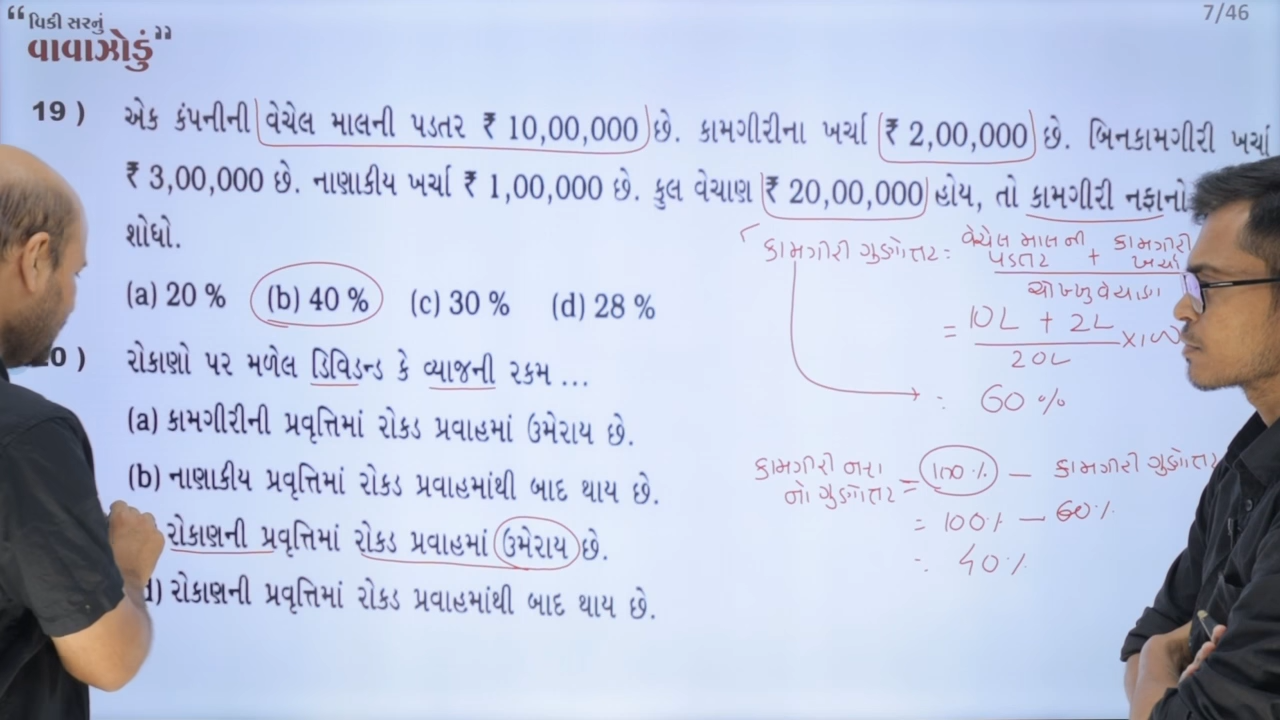 7/46
“વિકી સરનું
વાવાઝોડું”
19 ) એક કંપનીની વેચેલ માલની પડતર ₹ 10,00,000 છે. કામગીરીના ખર્ચા ₹ 2,00,000 છે. બિનકામગીરી ખર્ચા
₹ 3,00,000 છે. નાણાકીય ખર્ચા ₹ 1,00,000 છે. કુલ વેચાણ ₹ 20,00,000 હોય, તો કામગીરી નફાનો
શોધો.
(a) 20 % (b) 40 % (c) 30 % (d) 28 %
0 ) રોકાણો પર મળેલ ડિવિડન્ડ કે વ્યાજની રકમ ...
(a) કામગીરીની પ્રવૃત્તિમાં રોકડ પ્રવાહમાં ઉમેરાય છે.
(b) નાણાકીય પ્રવૃત્તિમાં રોકડ પ્રવાહમાંથી બાદ થાય છે.
રોકાણની પ્રવૃત્તિમાં રોકડ પ્રવાહમાં ઉમેરાય છે.
) રોકાણની પ્રવૃત્તિમાં રોકડ પ્રવાહમાંથી બાદ થાય છે.
કામગીરી ગુણોત્તર = વેચેલ માલ ની પડતર + કામગીરી ખર્ચા
ચોખ્ખુ વેચાણ
= 10L + 2L
20L
×100
: 60 %
કામગીરી નફા નો ગુણોત્તર = 100 % — કામગીરી ગુણોત્તર
= 100% — 60%
: 40%